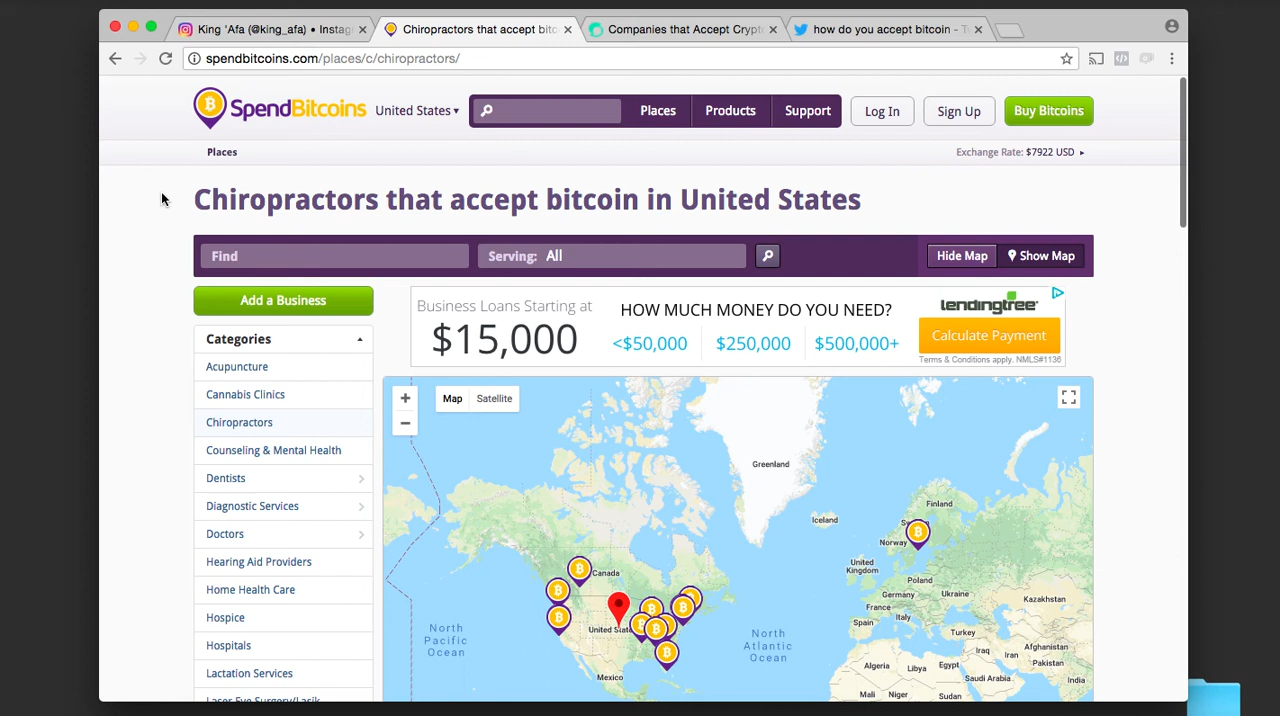 King 'Afa (@king_afa) • Instag
Chiropractors that accept bitc
Companies that Accept Crypt
how do you accept bitcoin - T
spendbitcoins.com/places/c/chiropractors/
SpendBitcoins
United States
Places
Products
Support
Log In
Sign Up
Buy Bitcoins
Places
Exchange Rate: $7922 USD
Chiropractors that accept bitcoin in United States
Find
Serving: All
Hide Map
Show Map
Add a Business
Business Loans Starting at
$15,000
HOW MUCH MONEY DO YOU NEED?
<$50,000
$250,000
$500,000+
lendingtree
Calculate Payment
Terms & Conditions apply. NMLS#1136
Categories
Acupuncture
Cannabis Clinics
Chiropractors
Counseling & Mental Health
Dentists
Diagnostic Services
Doctors
Hearing Aid Providers
Home Health Care
Hospice
Hospitals
Lactation Services
Laser Eye Surgery/Lasik
Map
Satellite
Greenland
Iceland
Finland
Norway
United
Kingdom
Poland
Germany
France
Spain
Turkey
Kazakhstan
Iraq
Iran
Afghanistan
Pakistan
India
Algeria
Libya
Egypt
Saudi Arabia
Mali
Niger
Sudan
Canada
United Stat
Mexico
North
Pacific
Ocean
North
Atlantic
Ocean